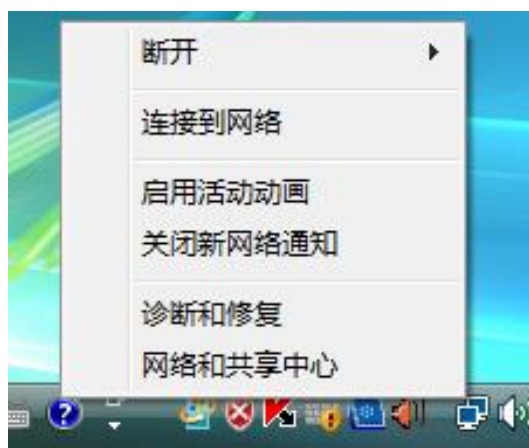 断开
连接到网络
启用活动动画
关闭新网络通知
诊断和修复
网络和共享中心